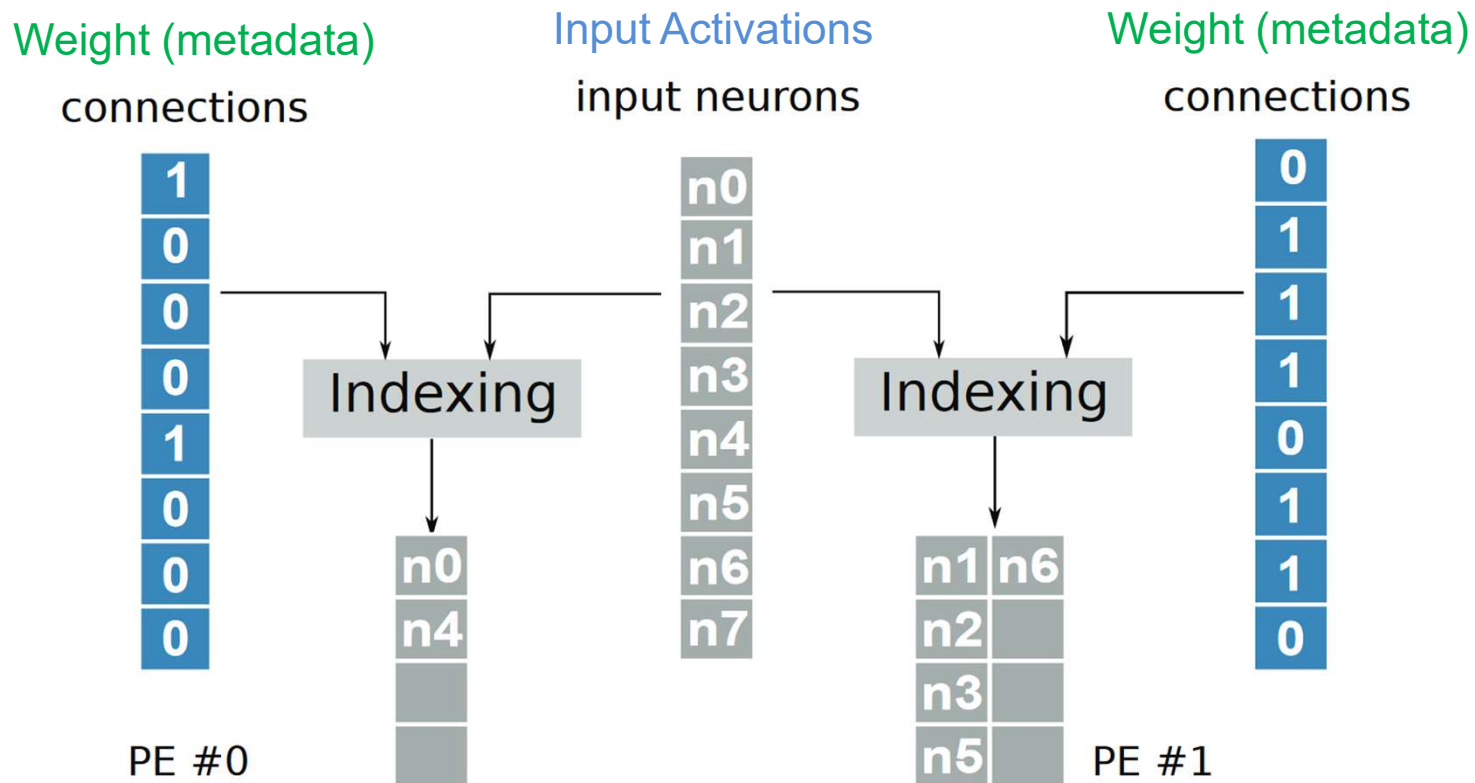 Weight (metadata)
Input Activations
Weight (metadata)
connections
input neurons
connections
1
0
0
0
1
0
0
0
n0
n1
n2
n3
n4
n5
n6
n7
0
1
1
1
0
1
1
0
Indexing
Indexing
n0
n4
n1 n6
n2
n3
n5
PE #0
PE #1